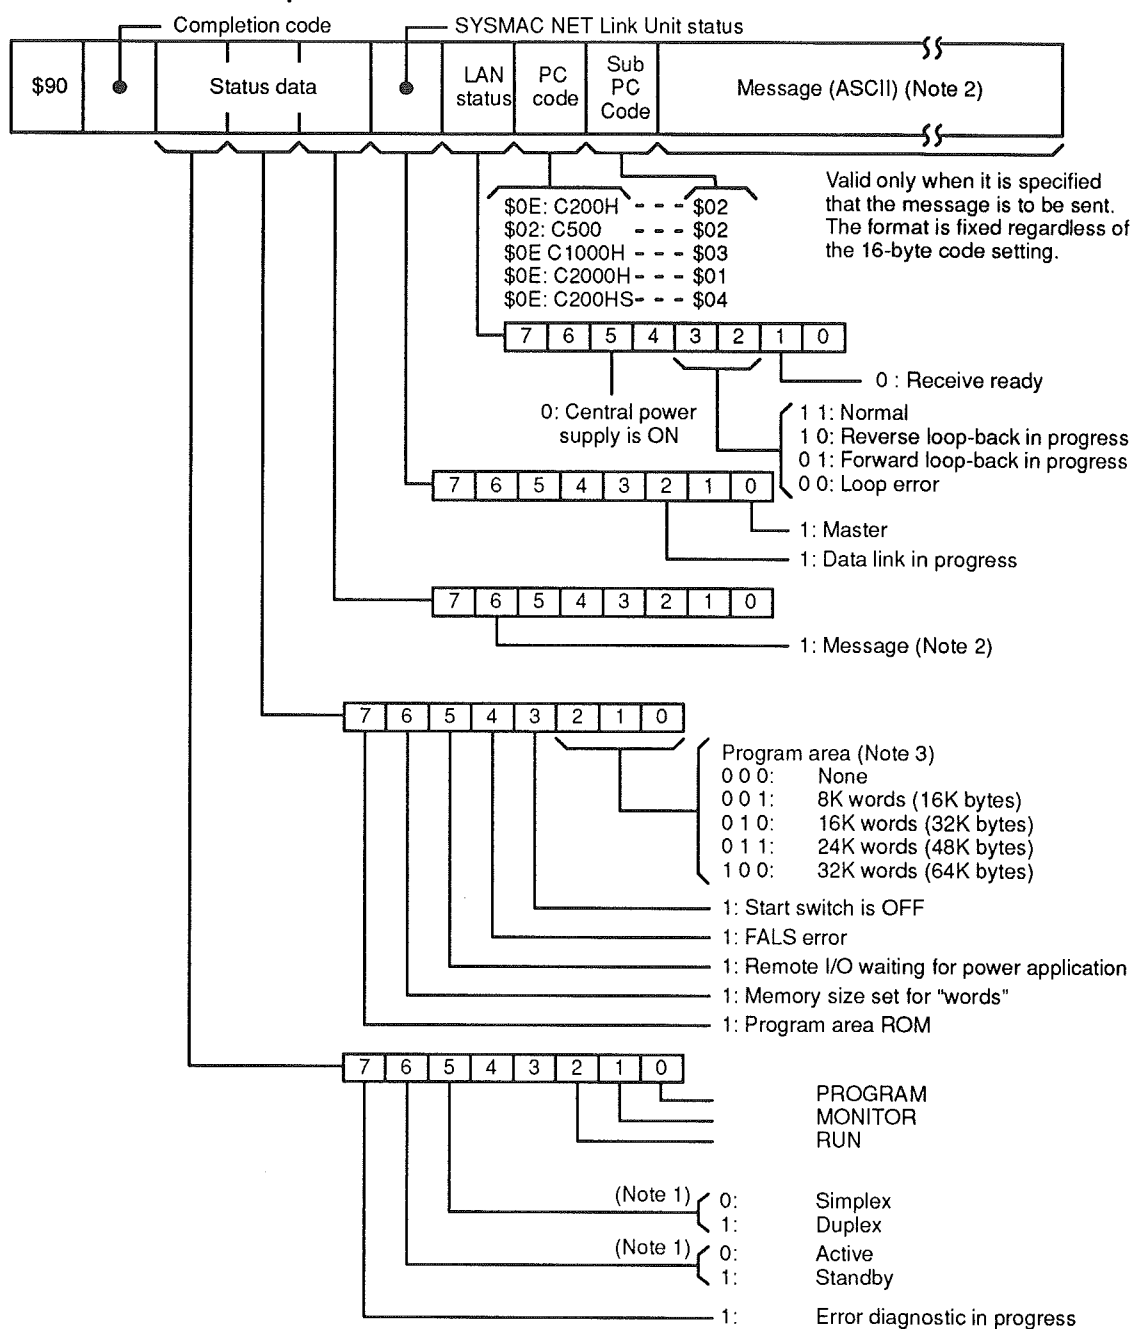 Completion code
SYSMAC NET Link Unit status
$90
Status data
LAN status
PC code
Sub PC Code
Message (ASCII) (Note 2)
Valid only when it is specified
that the message is to be sent.
The format is fixed regardless of
the 16-byte code setting.
$0E: C200H - - - $02
$02: C500 - - - $02
$0E C1000H - - - $03
$0E: C2000H - - - $01
$0E: C200HS - - - $04
7 6 5 4 3 2 1 0
0 : Receive ready
0: Central power
supply is ON
1 1: Normal
1 0: Reverse loop-back in progress
0 1: Forward loop-back in progress
0 0: Loop error
7 6 5 4 3 2 1 0
1: Master
1: Data link in progress
7 6 5 4 3 2 1 0
1: Message (Note 2)
7 6 5 4 3 2 1 0
Program area (Note 3)
0 0 0: None
0 0 1: 8K words (16K bytes)
0 1 0: 16K words (32K bytes)
0 1 1: 24K words (48K bytes)
1 0 0: 32K words (64K bytes)
1: Start switch is OFF
1: FALS error
1: Remote I/O waiting for power application
1: Memory size set for "words"
1: Program area ROM
7 6 5 4 3 2 1 0
PROGRAM
MONITOR
RUN
(Note 1) 0: Simplex
1: Duplex
(Note 1) 0: Active
1: Standby
1: Error diagnostic in progress